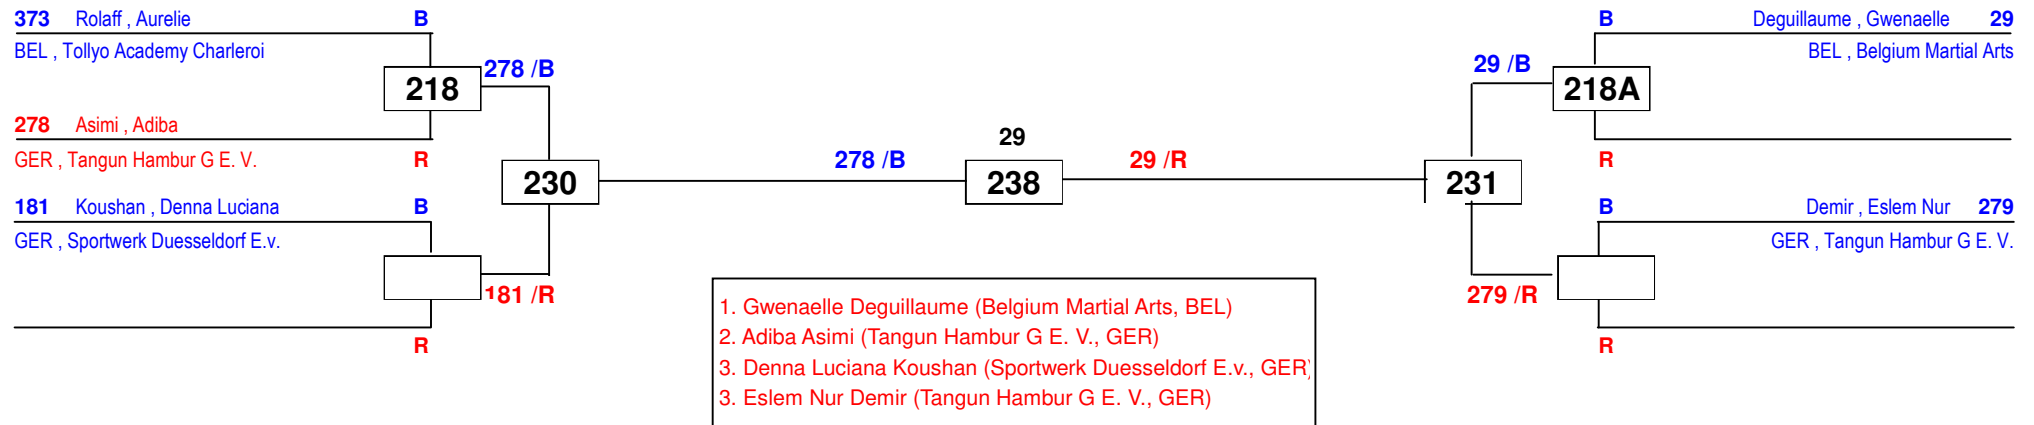 373 Rolaff , Aurelie B
BEL , Tollyo Academy Charleroi
218
278 /B
278 Asimi , Adiba
GER , Tangun Hambur G E. V. R
230
181 Koushan , Denna Luciana B
GER , Sportwerk Duesseldorf E.v.
181 /R
R
278 /B
29
238
29 /R
231
B Deguillaume , Gwenaelle 29
BEL , Belgium Martial Arts
29 /B
218A
R
B Demir , Eslem Nur 279
GER , Tangun Hambur G E. V.
279 /R
R
1. Gwenaelle Deguillaume (Belgium Martial Arts, BEL)
2. Adiba Asimi (Tangun Hambur G E. V., GER)
3. Denna Luciana Koushan (Sportwerk Duesseldorf E.v., GER)
3. Eslem Nur Demir (Tangun Hambur G E. V., GER)